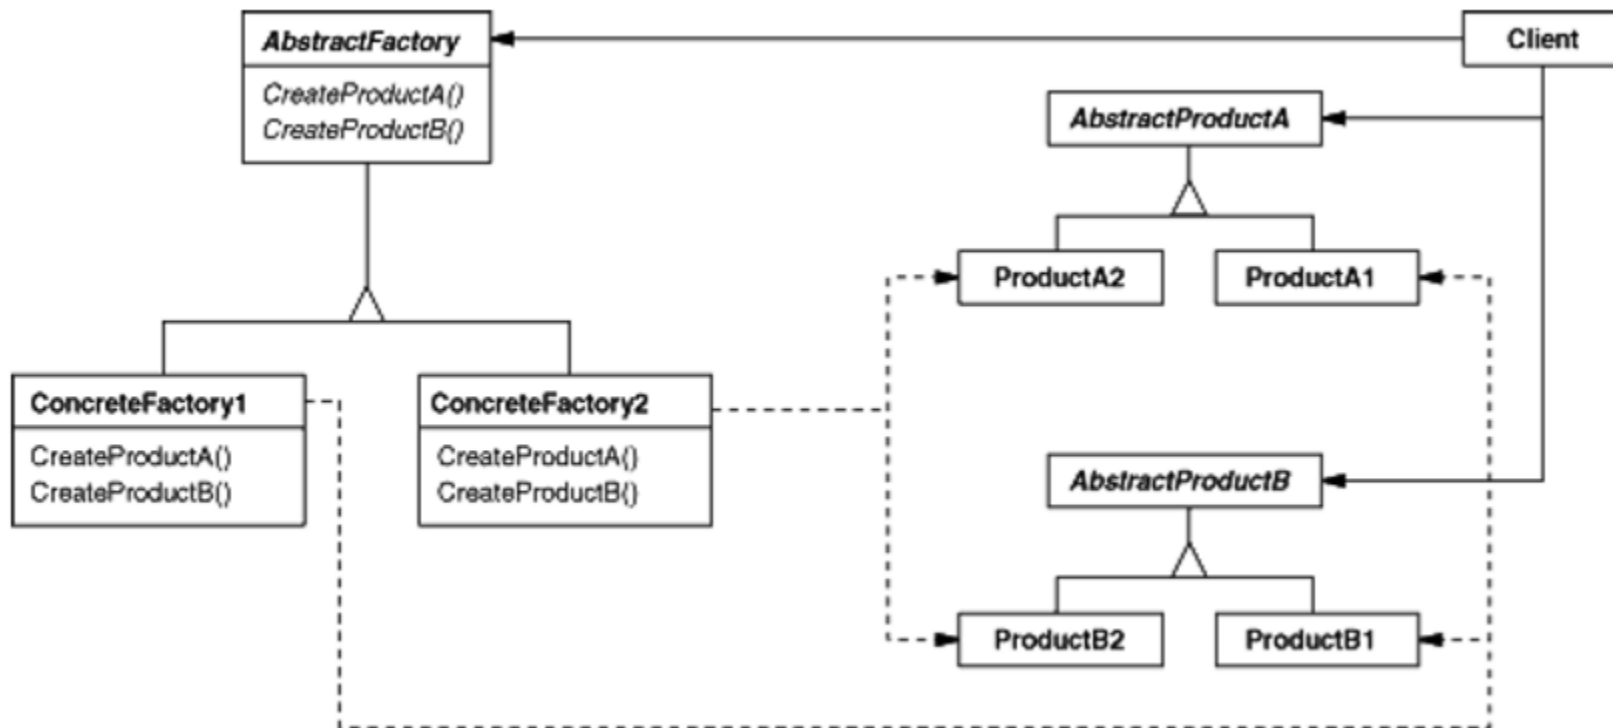 AbstractFactory
CreateProductA()
CreateProductB()
Client
AbstractProductA
ProductA2
ProductA1
ConcreteFactory1
CreateProductA()
CreateProductB()
ConcreteFactory2
CreateProductA()
CreateProductB()
AbstractProductB
ProductB2
ProductB1